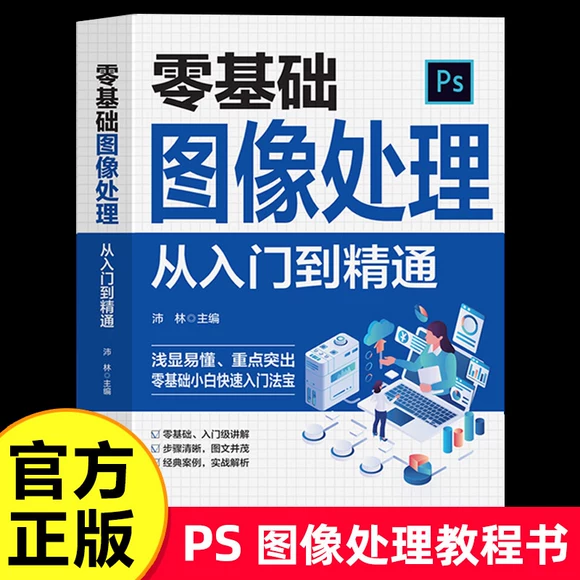 零基础
Ps
图像处理
从入门到精通
沛 林◎主编
浅显易懂、重点突出
零基础小白快速入门法宝
零基础、入门级讲解
步骤清晰，图文并茂
经典案例，实战解析
零基础图像处理
从入门到精通
沛 林◎主编
官方
正版
PS 图像处理教程书